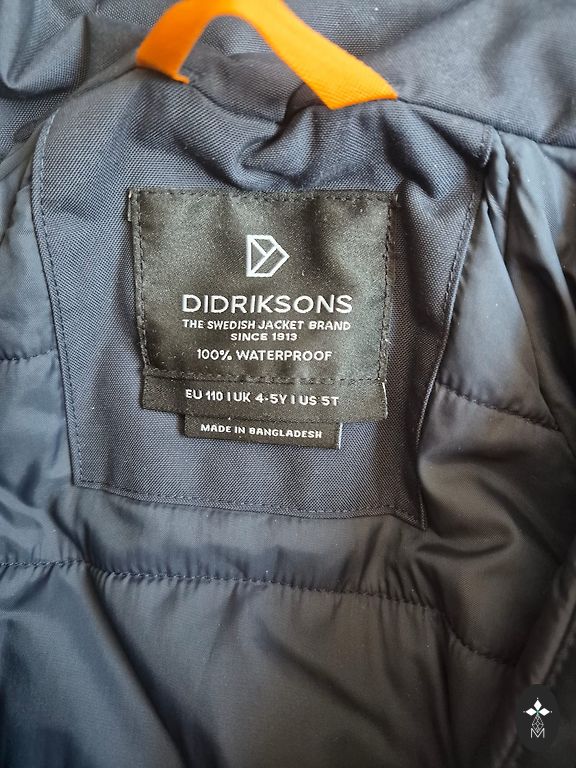 DIDRIKSONS
THE SWEDISH JACKET BRAND
SINCE 1913
100% WATERPROOF
EU 110 I UK 4-5Y I US 5T
MADE IN BANGLADESH